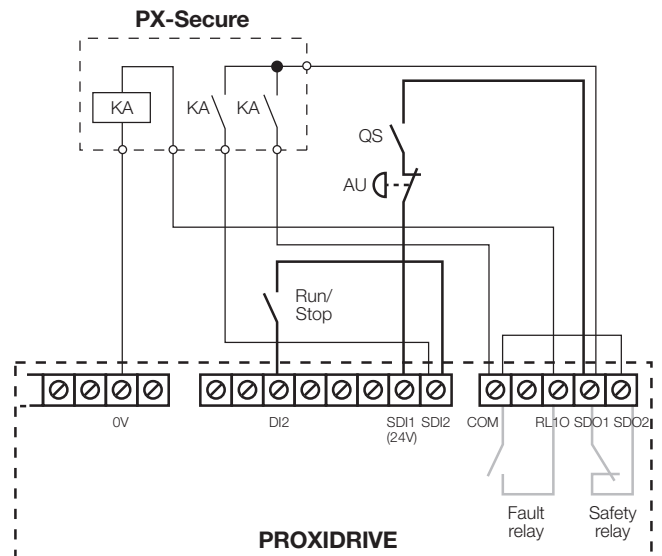 PX-Secure
KA
KA
KA
QS
AU
Run/
Stop
0V
DI2
SDI1
(24V)
SDI2
COM
RL1O
SDO1
SDO2
Fault
relay
Safety
relay
PROXIDRIVE